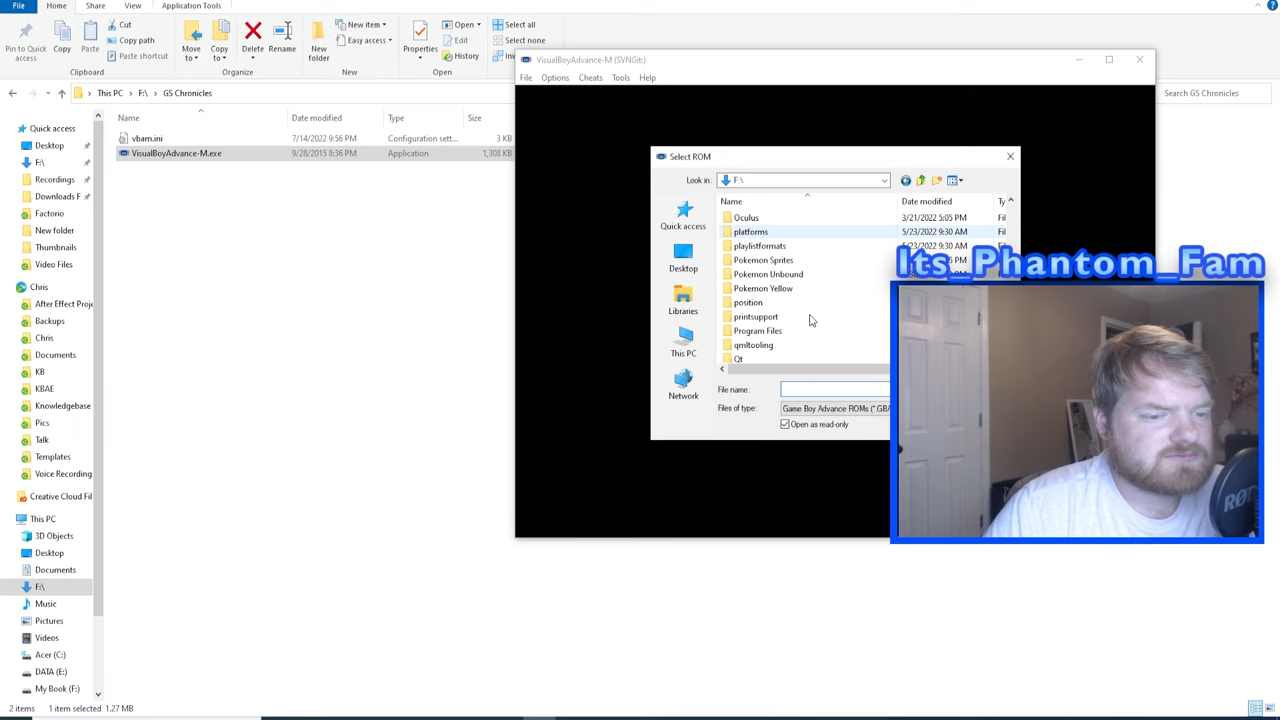 File Home Share View Application Tools
Pin to Quick access
Copy
Paste
Cut
Copy path
Paste shortcut
Clipboard
Move to
Copy to
Delete
Rename
Organize
New folder
New item
Easy access
New
Properties
Open
Edit
History
Open
Select all
Select none
Inv
This PC > F:\ > GS Chronicles
Search GS Chronicles
Name Date modified Type Size
vbam.ini 7/14/2022 9:56 PM Configuration sett... 3 KB
VisualBoyAdvance-M.exe 9/28/2015 8:36 PM Application 1,308 KB
Quick access
Desktop
F:\
Recordings
Downloads F
Factorio
New folder
Thumbnails
Video Files
Chris
After Effect Proje
Backups
Chris
Documents
KB
KBAE
Knowledgebase
Pics
Talk
Templates
Voice Recording
Creative Cloud Fil
This PC
3D Objects
Desktop
Documents
F:\
Music
Pictures
Videos
Acer (C:)
DATA (E:)
My Book (F:)
2 items 1 item selected 1.27 MB
VisualBoyAdvance-M (SVNGit:)
File Options Cheats Tools Help
Select ROM
Look in: F:\
Quick access
Desktop
Libraries
This PC
Network
Name Date modified Ty
Oculus 3/21/2022 5:05 PM Fil
platforms 5/23/2022 9:30 AM Fil
playlistformats 5/23/2022 9:30 AM Fil
Pokemon Sprites
Pokemon Unbound
Pokemon Yellow
position
printsupport
Program Files
qmltooling
Qt
File name:
Files of type: Game Boy Advance ROMs (*.GBA
Open as read-only
Its_Phantom_Fam
RØDE